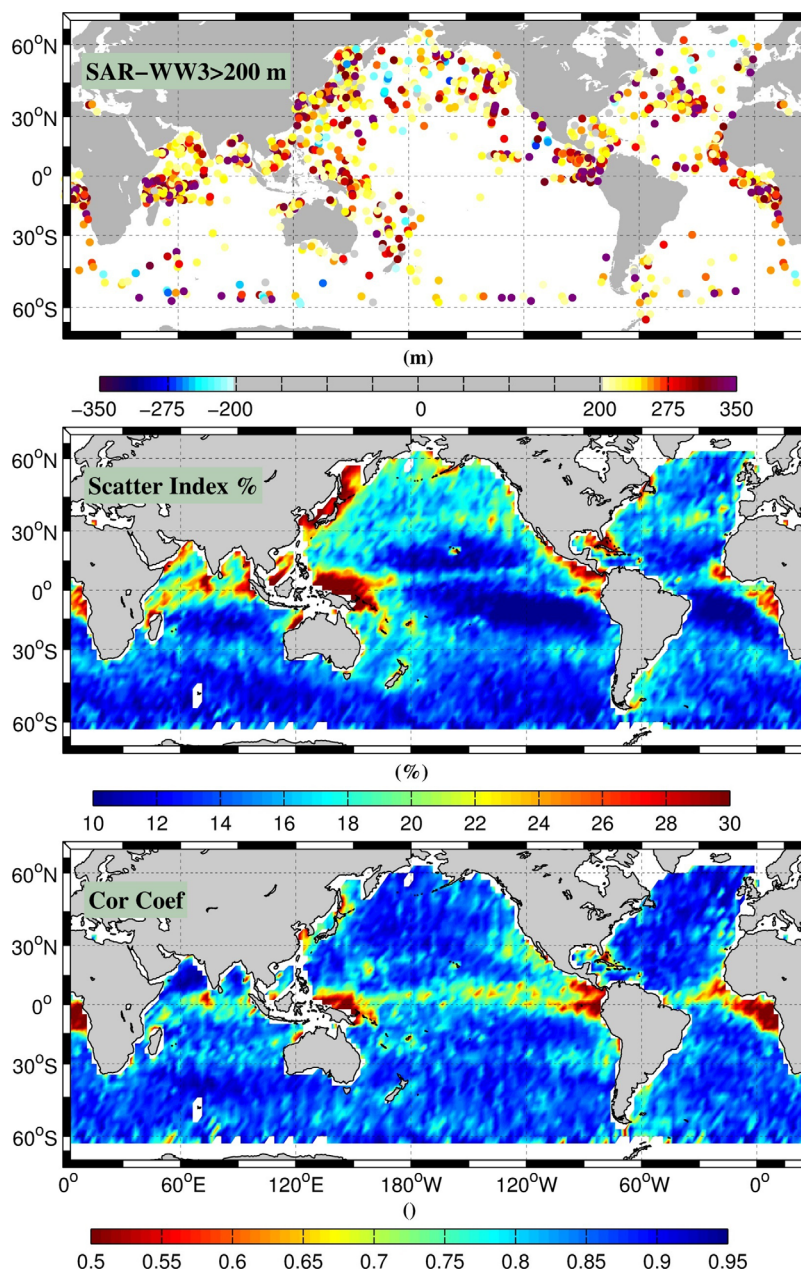 60°N
SAR−WW3>200 m
30°N
0°
30°S
60°S
(m)
−350 −275 −200 0 200 275 350
60°N
Scatter Index %
30°N
0°
30°S
60°S
(%)
10 12 14 16 18 20 22 24 26 28 30
60°N
Cor Coef
30°N
0°
30°S
60°S
0° 60°E 120°E 180°W 120°W 60°W 0°
()
0.5 0.55 0.6 0.65 0.7 0.75 0.8 0.85 0.9 0.95